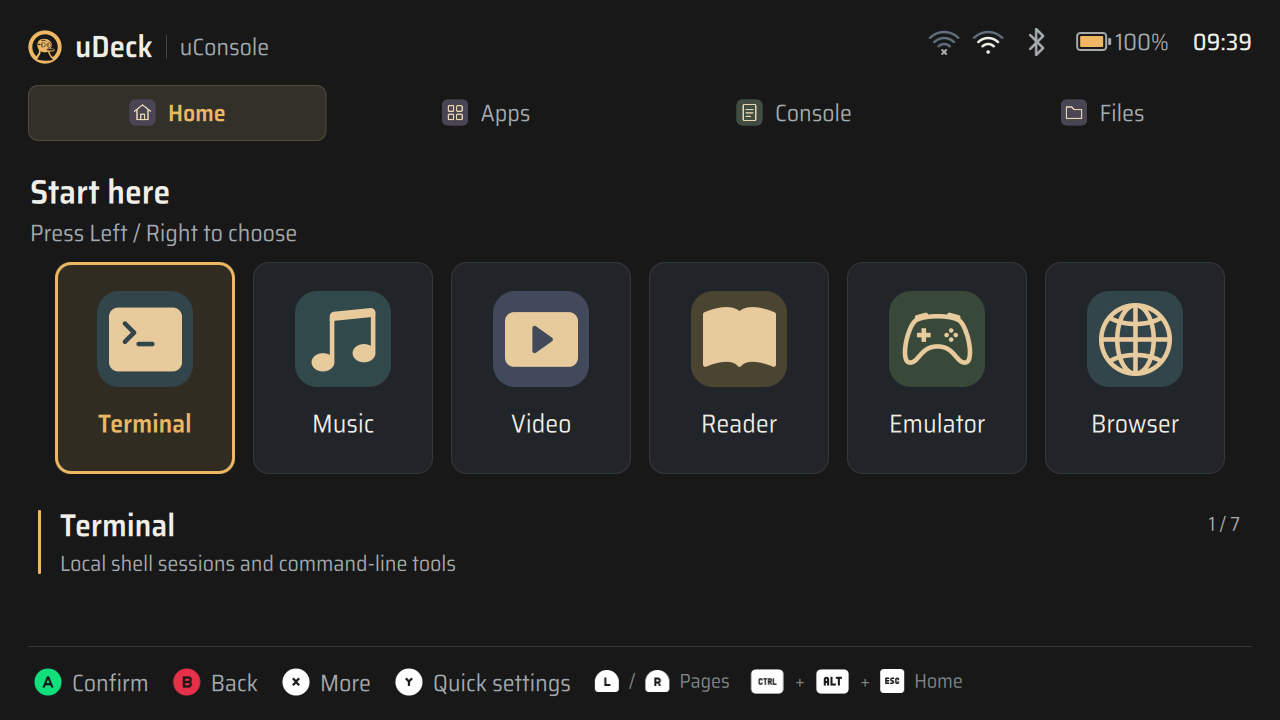 uDeck uConsole 100% 09:39
Home Apps Console Files
Start here
Press Left / Right to choose
Terminal Music Video Reader Emulator Browser
Terminal 1 / 7
Local shell sessions and command-line tools
A Confirm B Back X More Y Quick settings L / R Pages CTRL + ALT + ESC Home